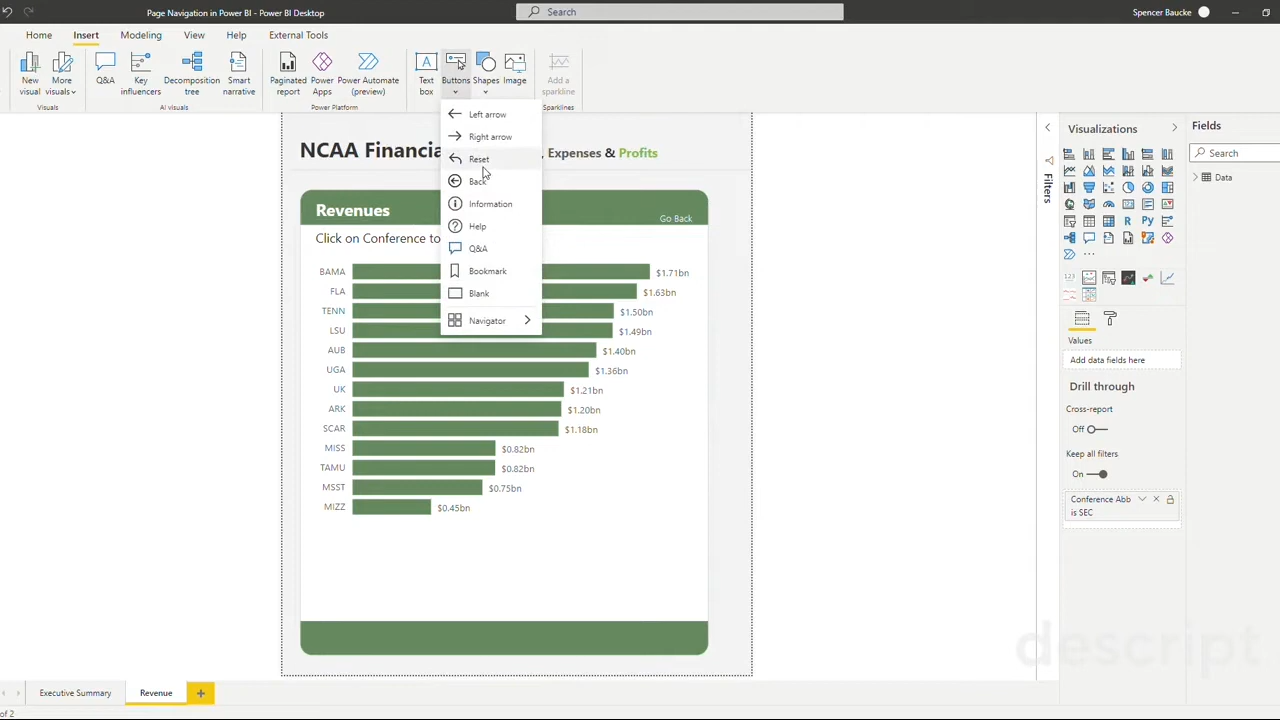 Page Navigation in Power BI - Power BI Desktop
Search
Spencer Baucke
Home
Insert
Modeling
View
Help
External Tools
New visual
More visuals
Visuals
Q&A
Key influencers
Decomposition tree
Smart narrative
AI visuals
Paginated report
Power Apps
Power Automate (preview)
Power Platform
Text box
Buttons
Shapes
Image
Add a sparkline
Sparklines
Left arrow
Right arrow
Reset
Back
Information
Help
Q&A
Bookmark
Blank
Navigator
NCAA Financia
, Expenses & Profits
Revenues
Go Back
Click on Conference to
BAMA $1.71bn
FLA $1.63bn
TENN $1.50bn
LSU $1.49bn
AUB $1.40bn
UGA $1.36bn
UK $1.21bn
ARK $1.20bn
SCAR $1.18bn
MISS $0.82bn
TAMU $0.82bn
MSST $0.75bn
MIZZ $0.45bn
Filters
Visualizations
R
Py
123
Values
Add data fields here
Drill through
Cross-report
Off
Keep all filters
On
Conference Abb
is SEC
Fields
Search
Data
descript
Executive Summary
Revenue
of 2